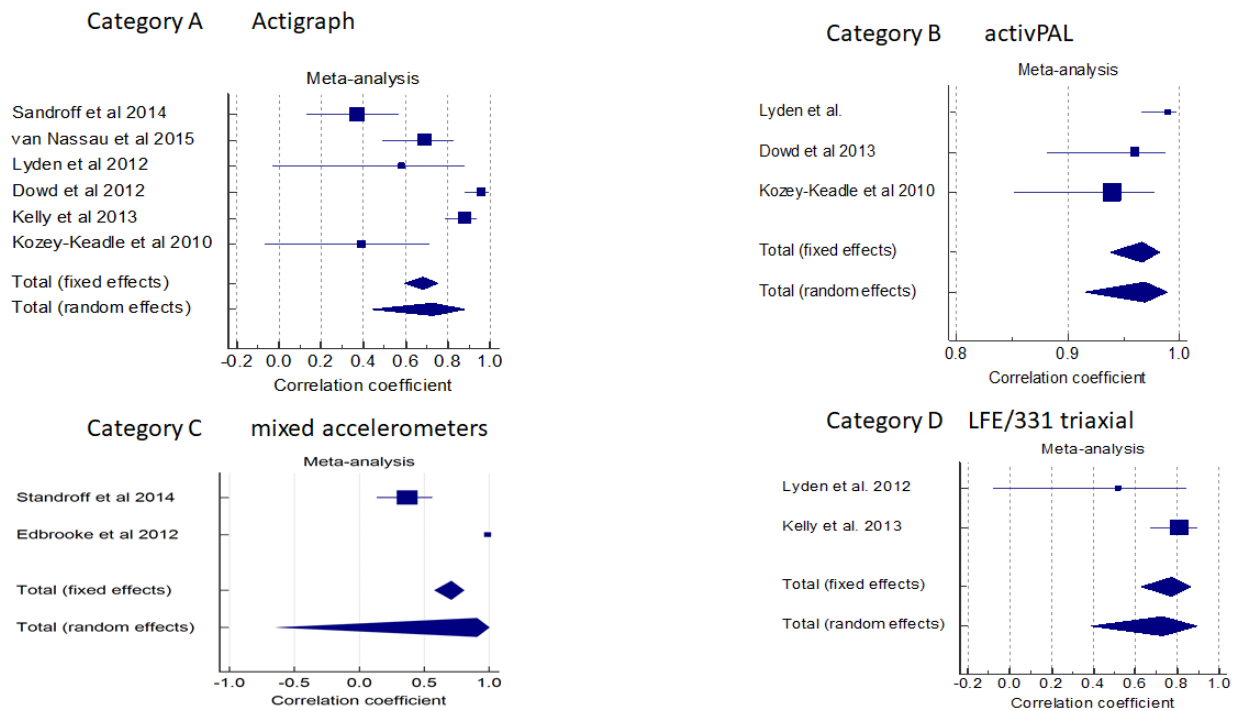 Category A Actigraph
Meta-analysis
Sandroff et al 2014
van Nassau et al 2015
Lyden et al 2012
Dowd et al 2012
Kelly et al 2013
Kozey-Keadle et al 2010
Total (fixed effects)
Total (random effects)
-0.2 0.0 0.2 0.4 0.6 0.8 1.0
Correlation coefficient
Category B activPAL
Meta-analysis
Lyden et al.
Dowd et al 2013
Kozey-Keadle et al 2010
Total (fixed effects)
Total (random effects)
0.8 0.9 1.0
Correlation coefficient
Category C mixed accelerometers
Meta-analysis
Standroff et al 2014
Edbrooke et al 2012
Total (fixed effects)
Total (random effects)
-1.0 -0.5 0.0 0.5 1.0
Correlation coefficient
Category D LFE/331 triaxial
Meta-analysis
Lyden et al. 2012
Kelly et al. 2013
Total (fixed effects)
Total (random effects)
-0.2 0.0 0.2 0.4 0.6 0.8 1.0
Correlation coefficient